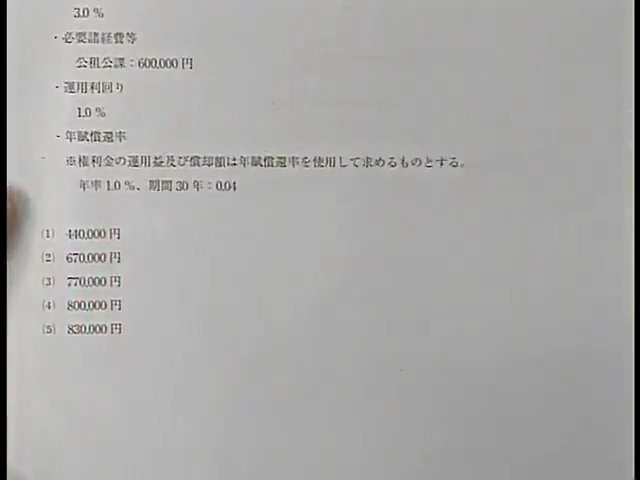 3.0 %
・必要諸経費等
公租公課：600,000 円
・運用利回り
1.0 %
・年賦償還率
※権利金の運用益及び償却額は年賦償還率を使用して求めるものとする。
年率 1.0 %、期間 30 年：0.04
(1) 440,000 円
(2) 670,000 円
(3) 770,000 円
(4) 800,000 円
(5) 830,000 円